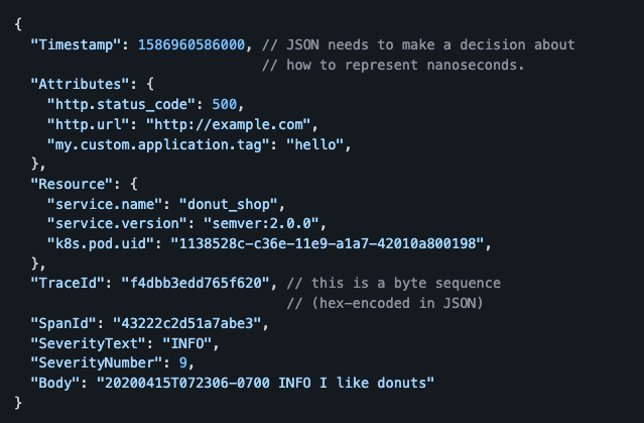 {
  "Timestamp": 1586960586000, // JSON needs to make a decision about
                              // how to represent nanoseconds.
  "Attributes": {
    "http.status_code": 500,
    "http.url": "http://example.com",
    "my.custom.application.tag": "hello",
  },
  "Resource": {
    "service.name": "donut_shop",
    "service.version": "semver:2.0.0",
    "k8s.pod.uid": "1138528c-c36e-11e9-a1a7-42010a800198",
  },
  "TraceId": "f4dbb3edd765f620", // this is a byte sequence
                                 // (hex-encoded in JSON)
  "SpanId": "43222c2d51a7abe3",
  "SeverityText": "INFO",
  "SeverityNumber": 9,
  "Body": "20200415T072306-0700 INFO I like donuts"
}